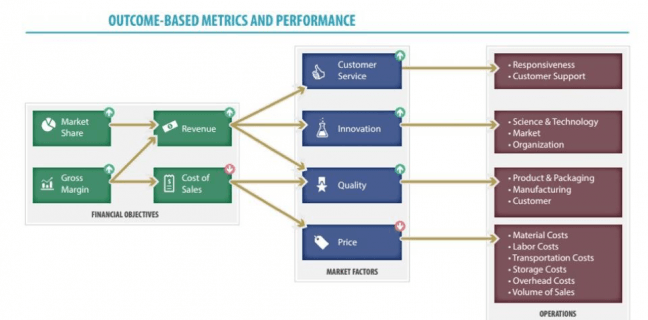 OUTCOME-BASED METRICS AND PERFORMANCE
Market
Share
Gross
Margin
Revenue
Cost of
Sales
FINANCIAL OBJECTIVES
Customer
Service
Innovation
Quality
Price
MARKET FACTORS
• Responsiveness
• Customer Support
• Science & Technology
• Market
• Organization
• Product & Packaging
• Manufacturing
• Customer
• Material Costs
• Labor Costs
• Transportation Costs
• Storage Costs
• Overhead Costs
• Volume of Sales
OPERATIONS